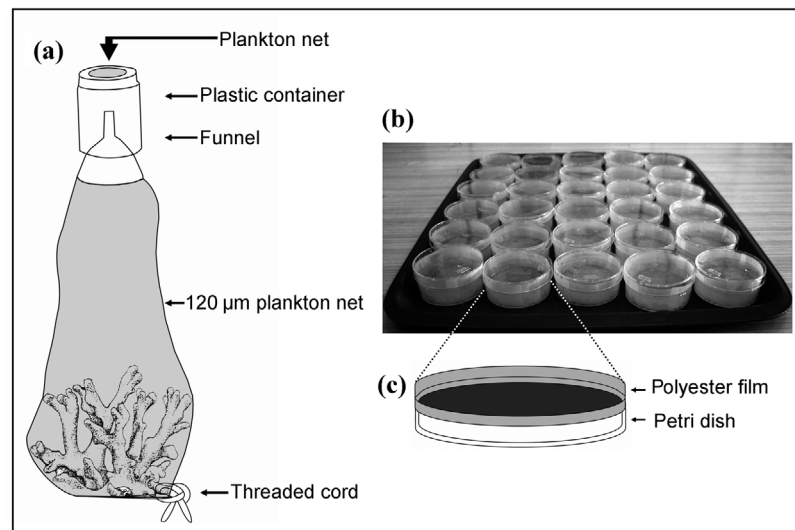 (a)
Plankton net
Plastic container
Funnel
120 µm plankton net
Threaded cord
(b)
(c)
Polyester film
Petri dish